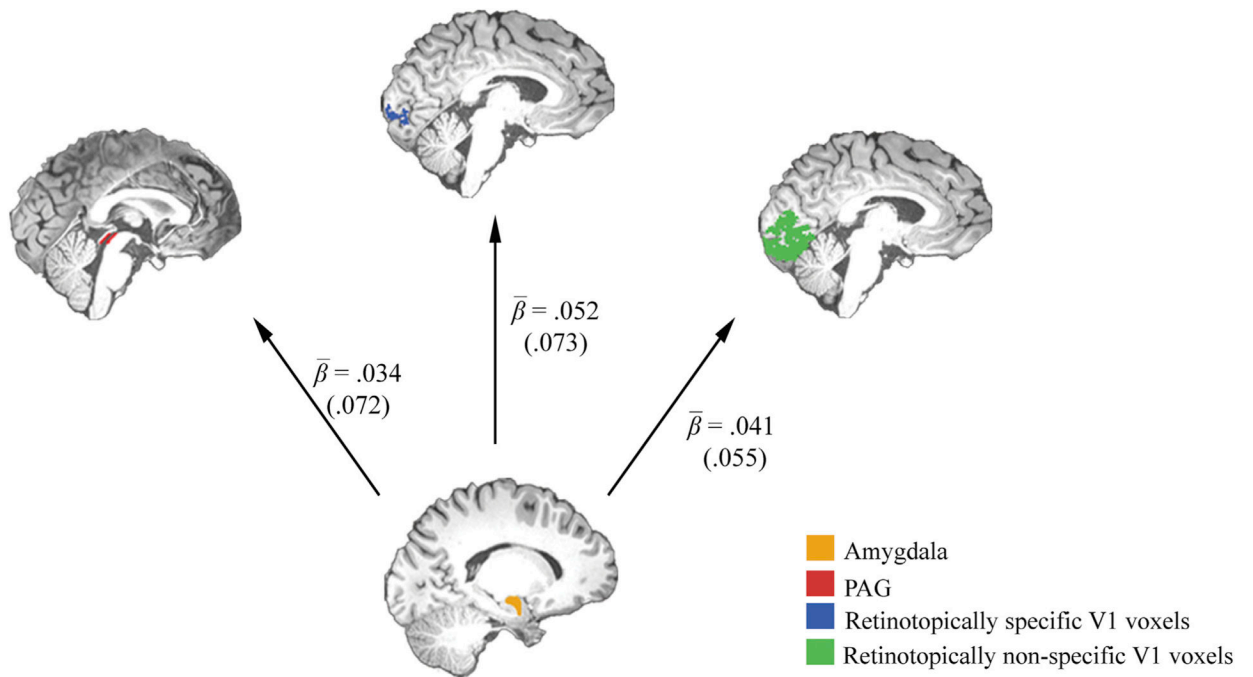 β̄ = .052
(.073)
β̄ = .034
(.072)
β̄ = .041
(.055)
Amygdala
PAG
Retinotopically specific V1 voxels
Retinotopically non-specific V1 voxels